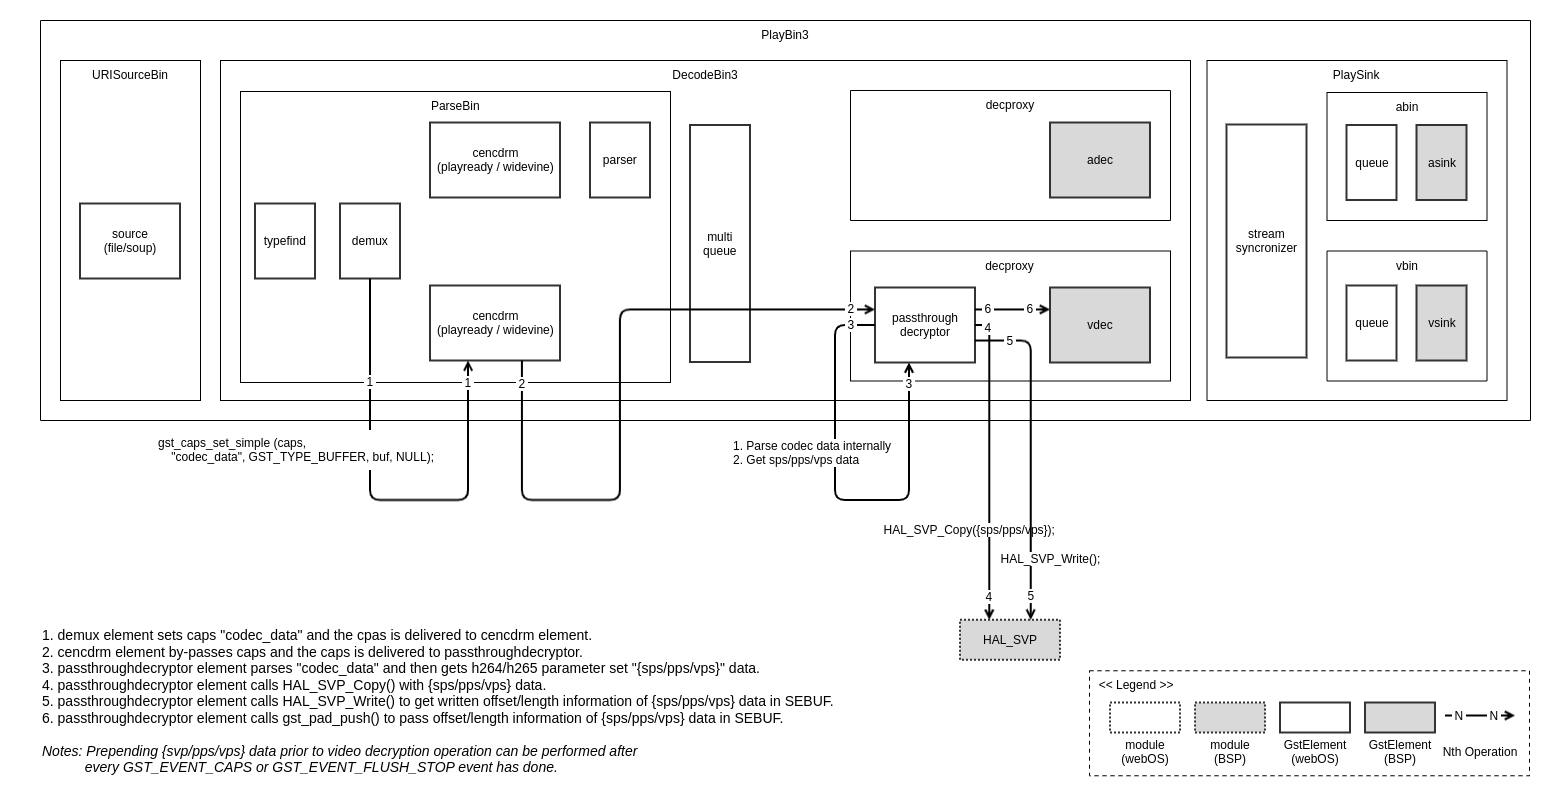 PlayBin3
URISourceBin
DecodeBin3
PlaySink
ParseBin
decproxy
abin
cencdrm
(playready / widevine)
parser
adec
queue
asink
source
(file/soup)
typefind
demux
multi
queue
stream
syncronizer
decproxy
vbin
cencdrm
(playready / widevine)
passthrough
decryptor
vdec
queue
vsink
2
6
6
3
4
5
1
1
2
3
gst_caps_set_simple (caps,
"codec_data", GST_TYPE_BUFFER, buf, NULL);
1. Parse codec data internally
2. Get sps/pps/vps data
HAL_SVP_Copy({sps/pps/vps});
HAL_SVP_Write();
4
5
HAL_SVP
1. demux element sets caps "codec_data" and the cpas is delivered to cencdrm element.
2. cencdrm element by-passes caps and the caps is delivered to passthroughdecryptor.
3. passthroughdecryptor element parses "codec_data" and then gets h264/h265 parameter set "{sps/pps/vps}" data.
4. passthroughdecryptor element calls HAL_SVP_Copy() with {sps/pps/vps} data.
5. passthroughdecryptor element calls HAL_SVP_Write() to get written offset/length information of {sps/pps/vps} data in SEBUF.
6. passthroughdecryptor element calls gst_pad_push() to pass offset/length information of {sps/pps/vps} data in SEBUF.
Notes: Prepending {svp/pps/vps} data prior to video decryption operation can be performed after
every GST_EVENT_CAPS or GST_EVENT_FLUSH_STOP event has done.
<< Legend >>
N
N
module
(webOS)
module
(BSP)
GstElement
(webOS)
GstElement
(BSP)
Nth Operation